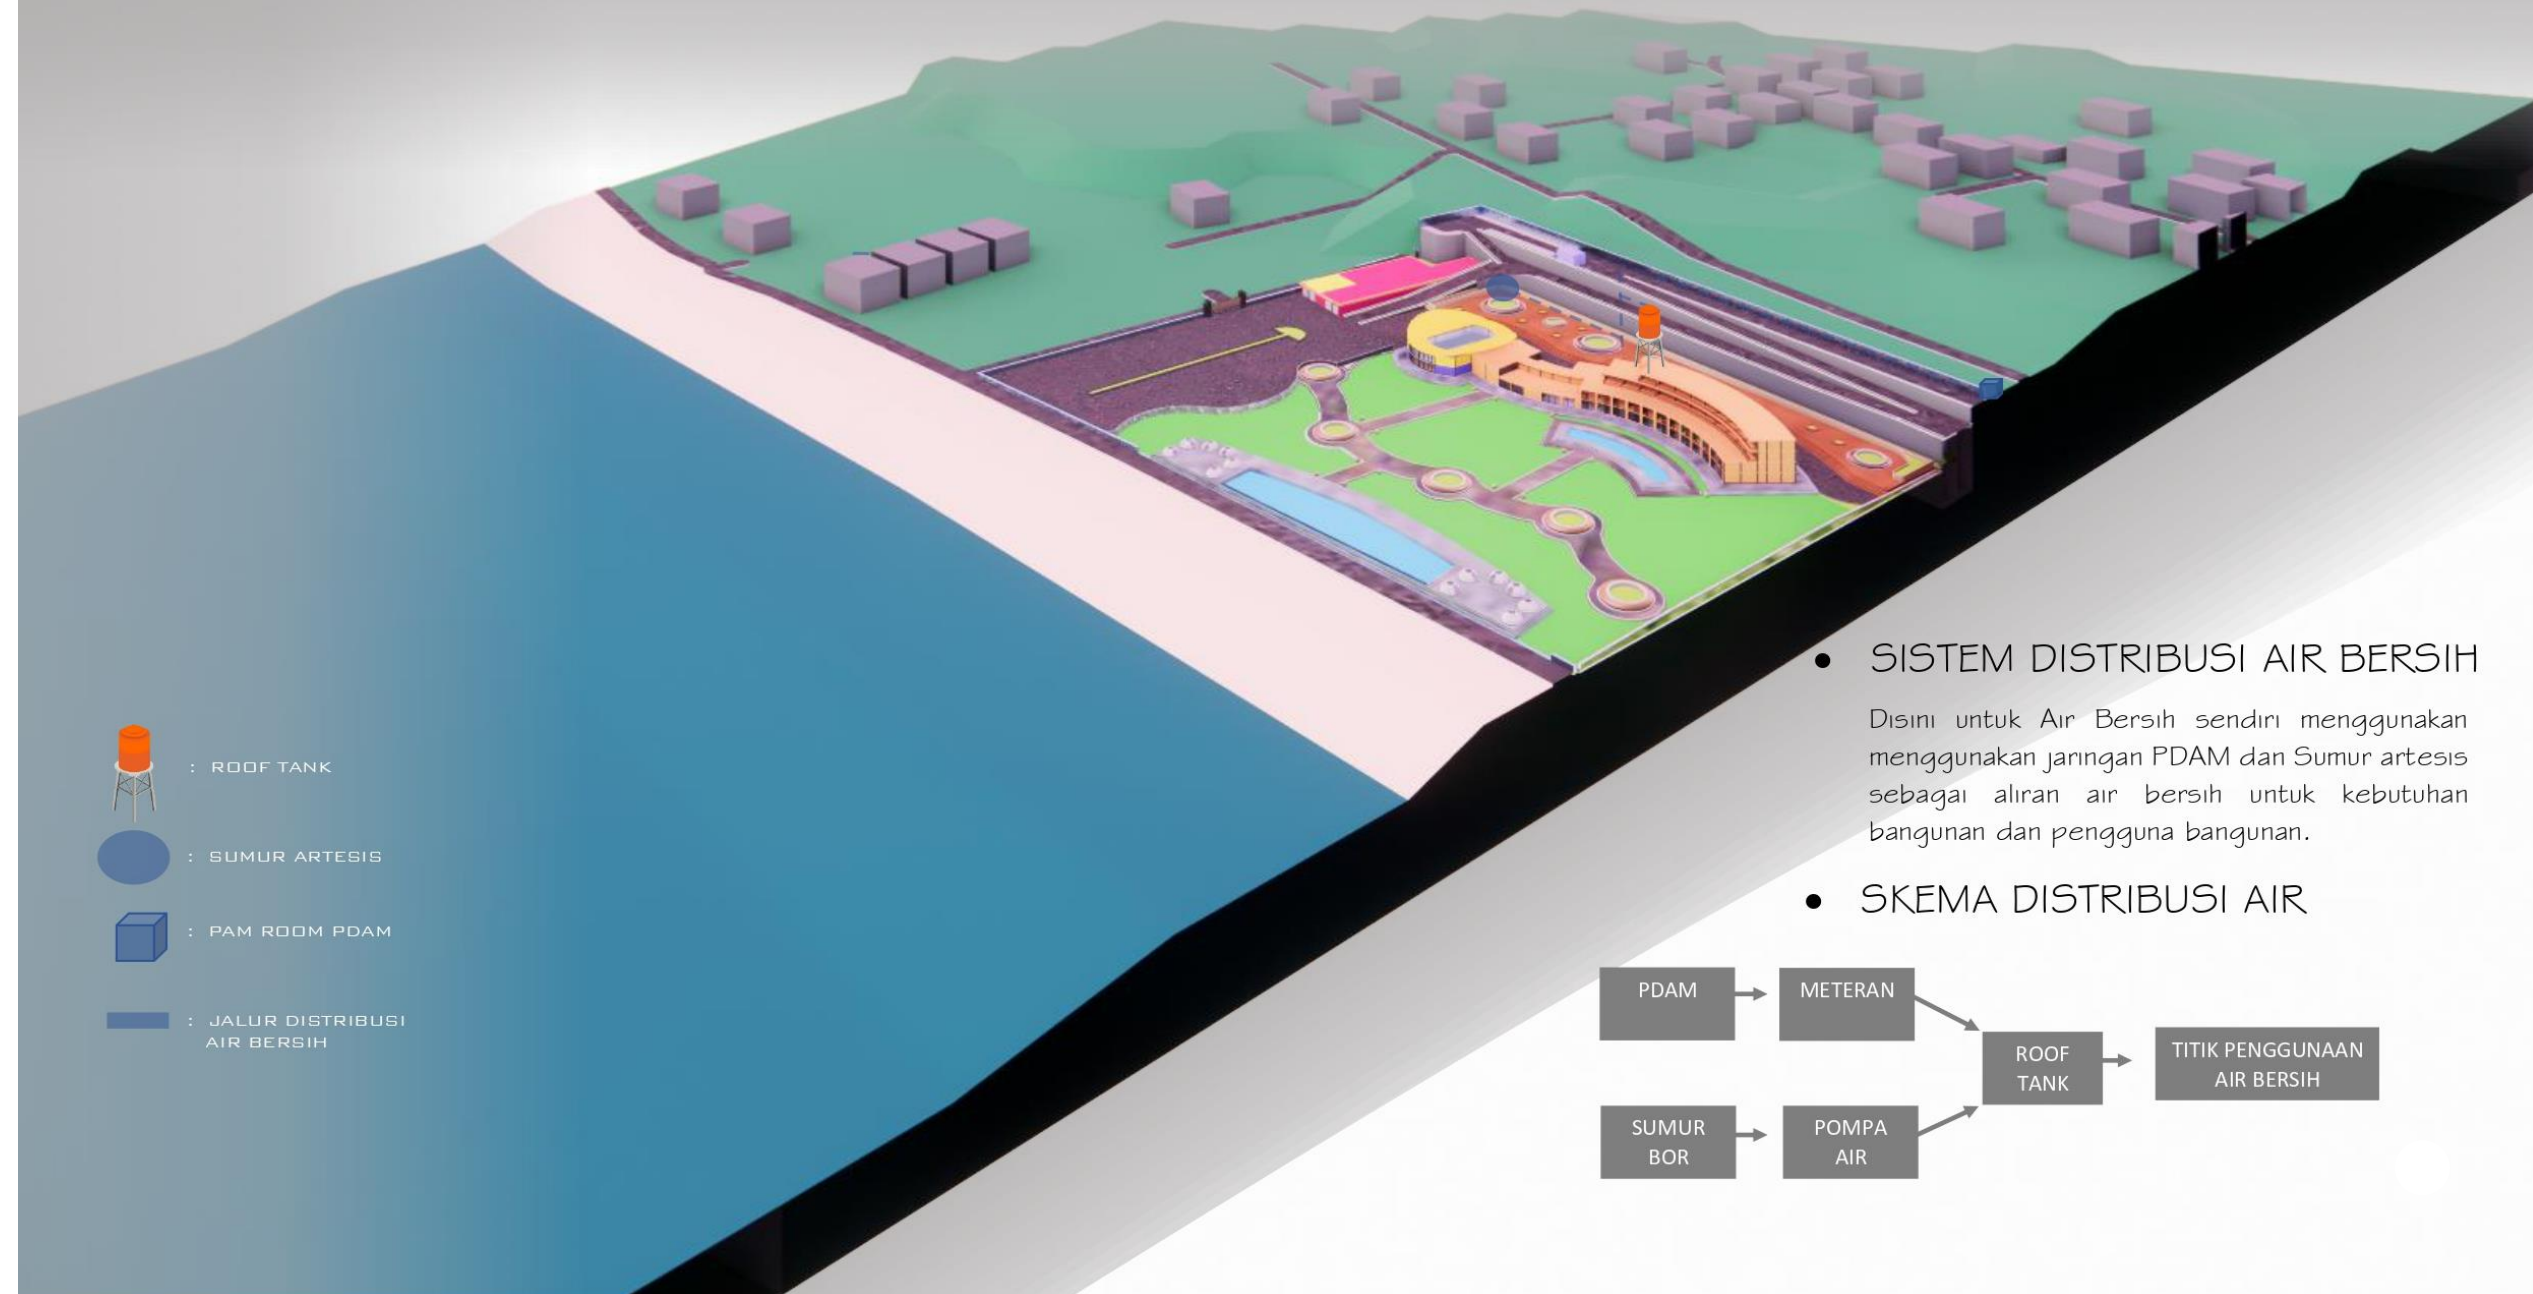 : ROOF TANK
: SUMUR ARTESIS
: PAM ROOM PDAM
: JALUR DISTRIBUSI
AIR BERSIH
• SISTEM DISTRIBUSI AIR BERSIH
Disini untuk Air Bersih sendiri menggunakan
menggunakan jaringan PDAM dan Sumur artesis
sebagai aliran air bersih untuk kebutuhan
bangunan dan pengguna bangunan.
• SKEMA DISTRIBUSI AIR
PDAM
METERAN
ROOF
TANK
TITIK PENGGUNAAN
AIR BERSIH
SUMUR
BOR
POMPA
AIR